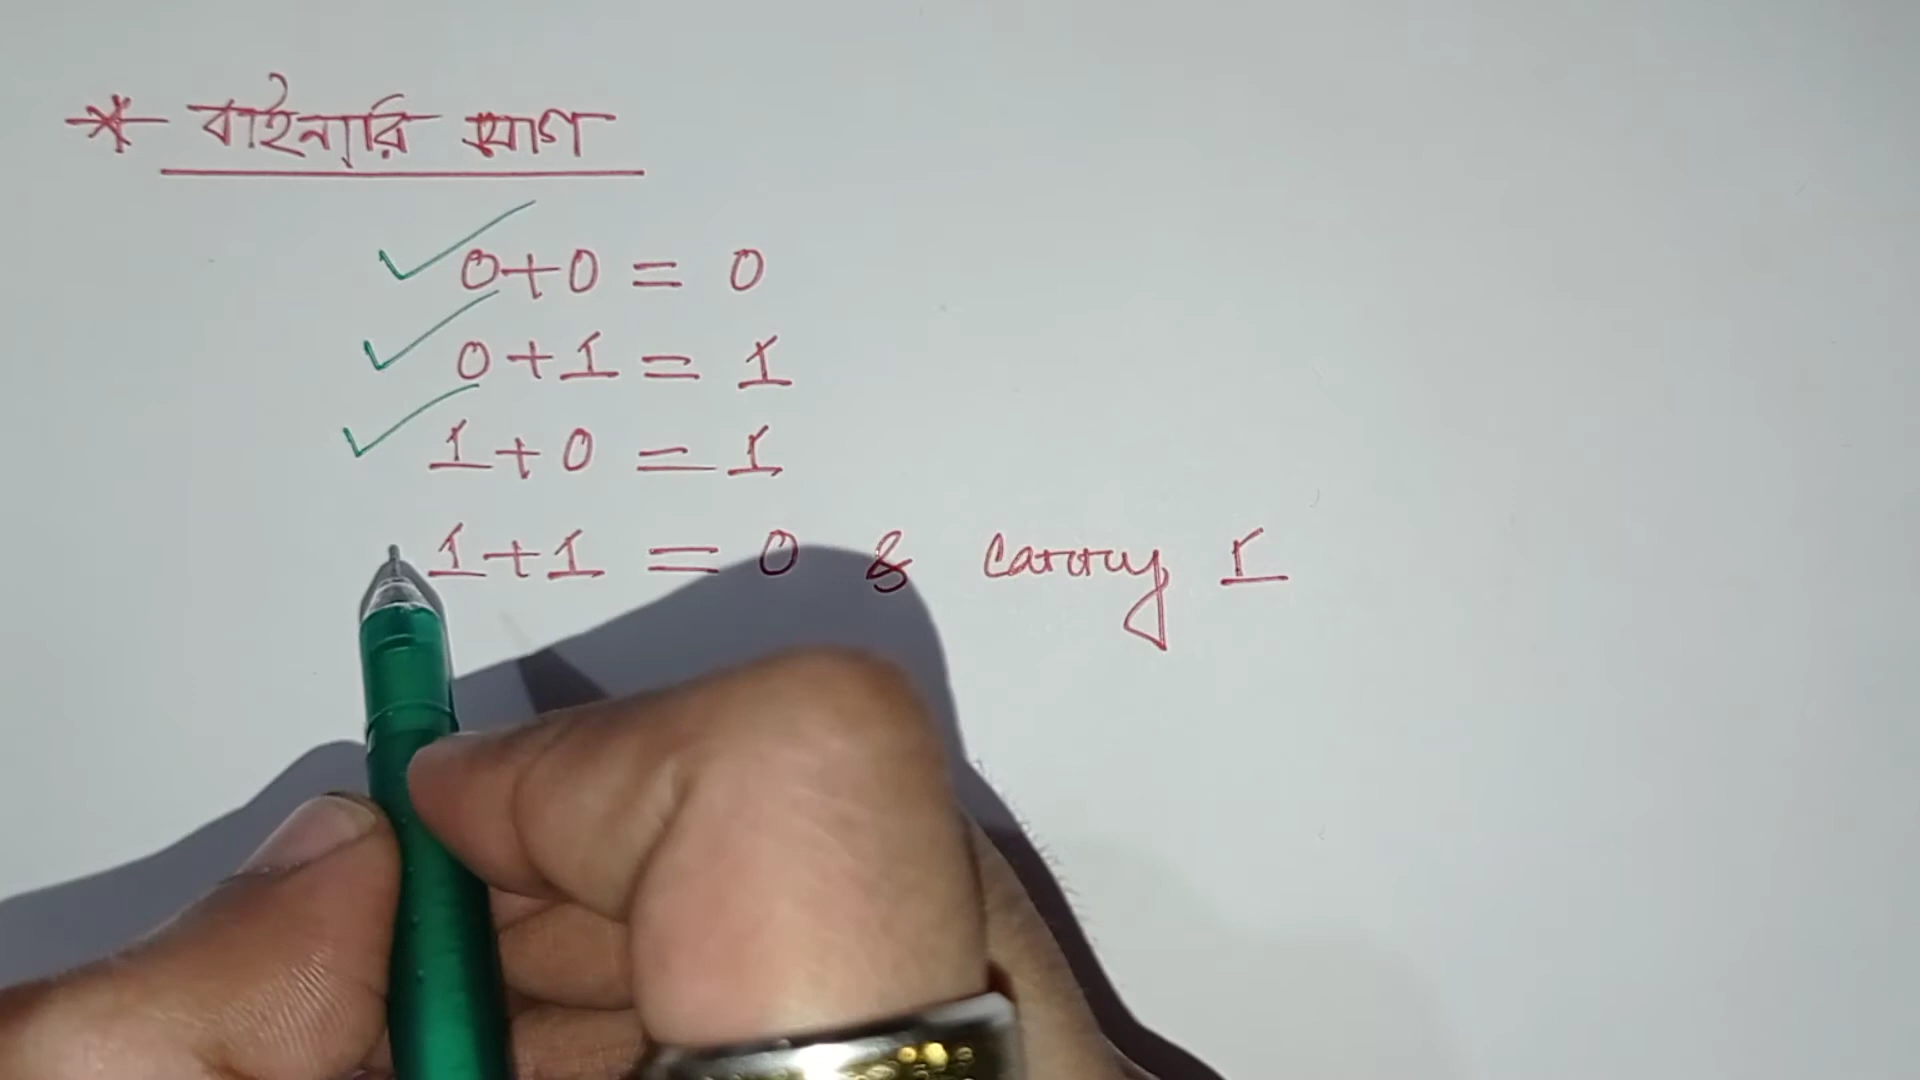 * বাইনারি যোগ
0+0 = 0
0+1 = 1
1+0 = 1
1+1 = 0 & carry 1